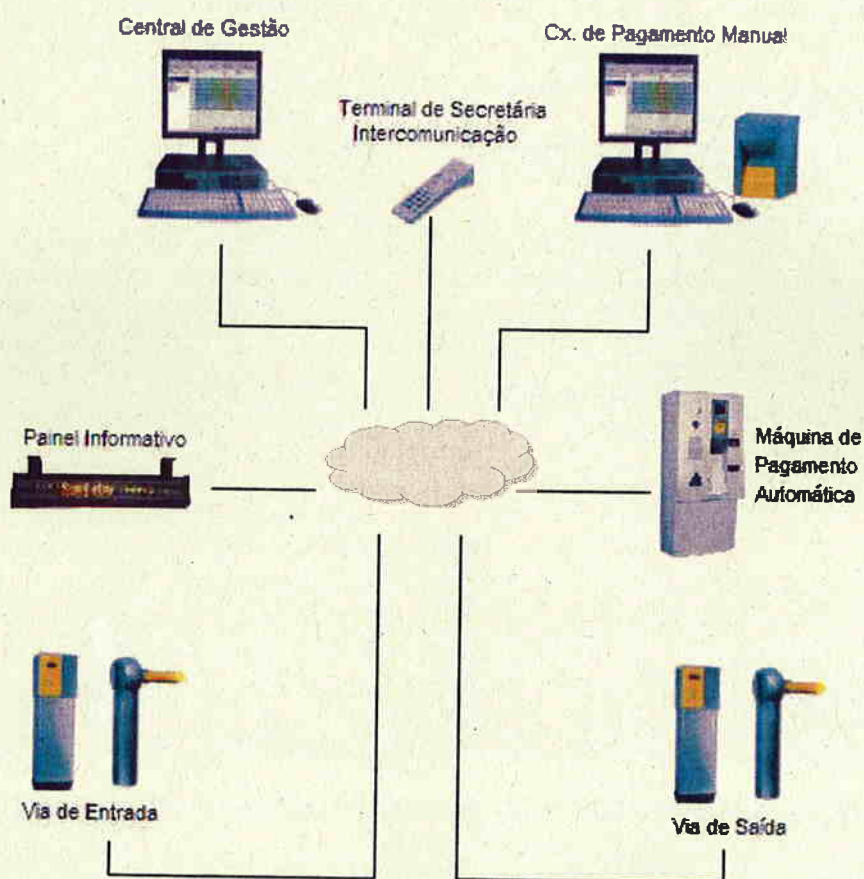 Central de Gestão
Cx. de Pagamento Manual
Terminal de Secretária
Intercomunicação
Painel Informativo
Máquina de
Pagamento
Automática
Via de Entrada
Via de Saída